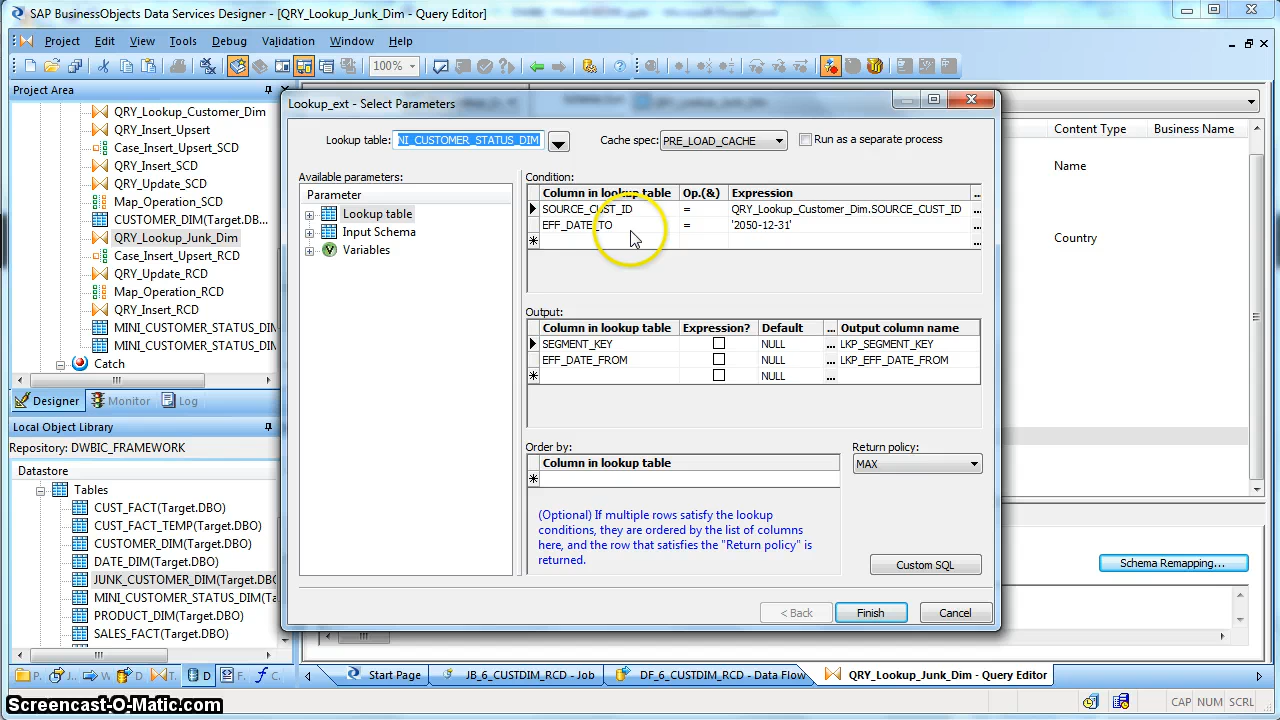 SAP BusinessObjects Data Services Designer - [QRY_Lookup_Junk_Dim - Query Editor]
Project Edit View Tools Debug Validation Window Help
100%
Project Area
QRY_Lookup_Customer_Dim
QRY_Insert_Upsert
Case_Insert_Upsert_SCD
QRY_Insert_SCD
QRY_Update_SCD
Map_Operation_SCD
CUSTOMER_DIM(Target.DB...
QRY_Lookup_Junk_Dim
Case_Insert_Upsert_RCD
QRY_Update_RCD
Map_Operation_RCD
QRY_Insert_RCD
MINI_CUSTOMER_STATUS_DIM
MINI_CUSTOMER_STATUS_DIM
Catch
Designer Monitor Log
Local Object Library
Repository: DWBIC_FRAMEWORK
Datastore
Tables
CUST_FACT(Target.DBO)
CUST_FACT_TEMP(Target.DBO)
CUSTOMER_DIM(Target.DBO)
DATE_DIM(Target.DBO)
JUNK_CUSTOMER_DIM(Target.DBO
MINI_CUSTOMER_STATUS_DIM(Ta
PRODUCT_DIM(Target.DBO)
SALES_FACT(Target.DBO)
P.. J... W D F. C.
Lookup_ext - Select Parameters
Lookup table: NI_CUSTOMER_STATUS_DIM Cache spec: PRE_LOAD_CACHE Run as a separate process
Available parameters:
Parameter
Lookup table
Input Schema
Variables
Condition:
Column in lookup table Op.(&) Expression ..
SOURCE_CUST_ID = QRY_Lookup_Customer_Dim.SOURCE_CUST_ID ...
EFF_DATE_TO = '2050-12-31' ...
...
Output:
Column in lookup table Expression? Default ... Output column name
SEGMENT_KEY NULL ... LKP_SEGMENT_KEY
EFF_DATE_FROM NULL ... LKP_EFF_DATE_FROM
NULL ...
Order by:
Column in lookup table
Return policy:
MAX
(Optional) If multiple rows satisfy the lookup
conditions, they are ordered by the list of columns
here, and the row that satisfies the "Return policy" is
returned.
Custom SQL
< Back Finish Cancel
Content Type Business Name
Name
Country
Schema Remapping...
Start Page JB_6_CUSTDIM_RCD - Job DF_6_CUSTDIM_RCD - Data Flow QRY_Lookup_Junk_Dim - Query Editor
CAP NUM SCRL
Screencast-O-Matic.com